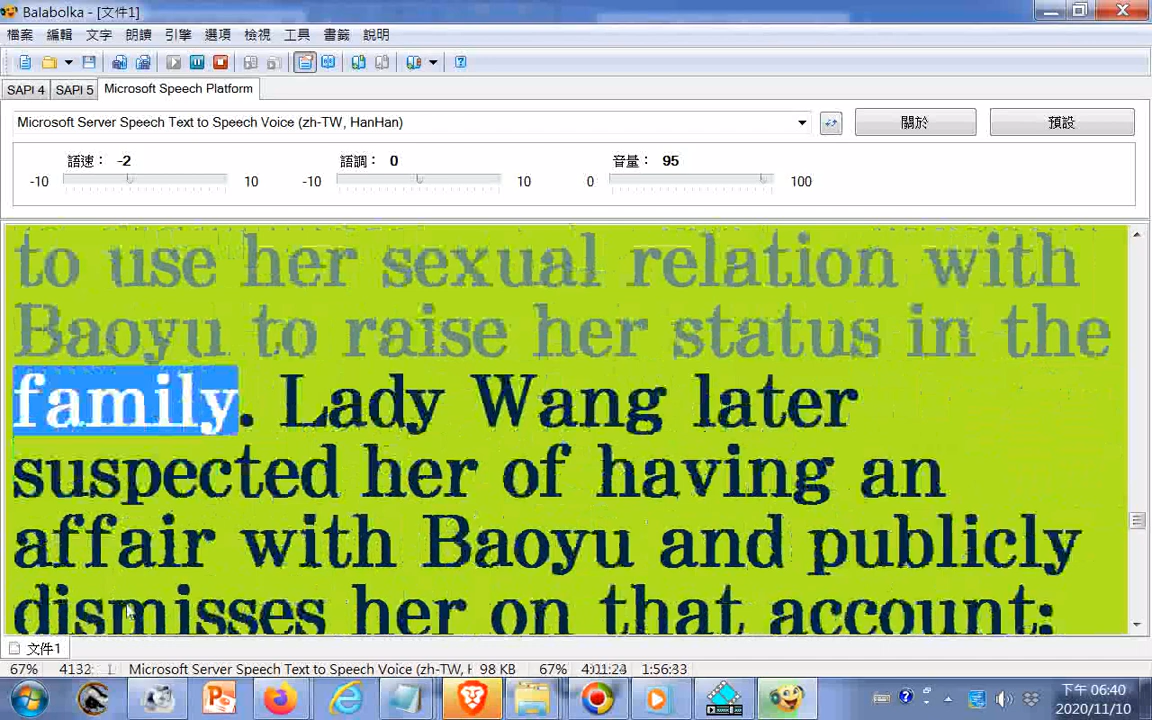 Balabolka - [文件1]
檔案 編輯 文字 朗讀 引擎 選項 檢視 工具 書籤 說明
SAPI 4 SAPI 5 Microsoft Speech Platform
Microsoft Server Speech Text to Speech Voice (zh-TW, HanHan) 關於 預設
語速： -2 語調： 0 音量： 95
-10 10 -10 10 0 100
to use her sexual relation with
Baoyu to raise her status in the
family. Lady Wang later
suspected her of having an
affair with Baoyu and publicly
dismisses her on that account;
文件1
67% 4132: Microsoft Server Speech Text to Speech Voice (zh-TW, H 98 KB 67% 4:01:24 1:56:33
下午 06:40
2020/11/10